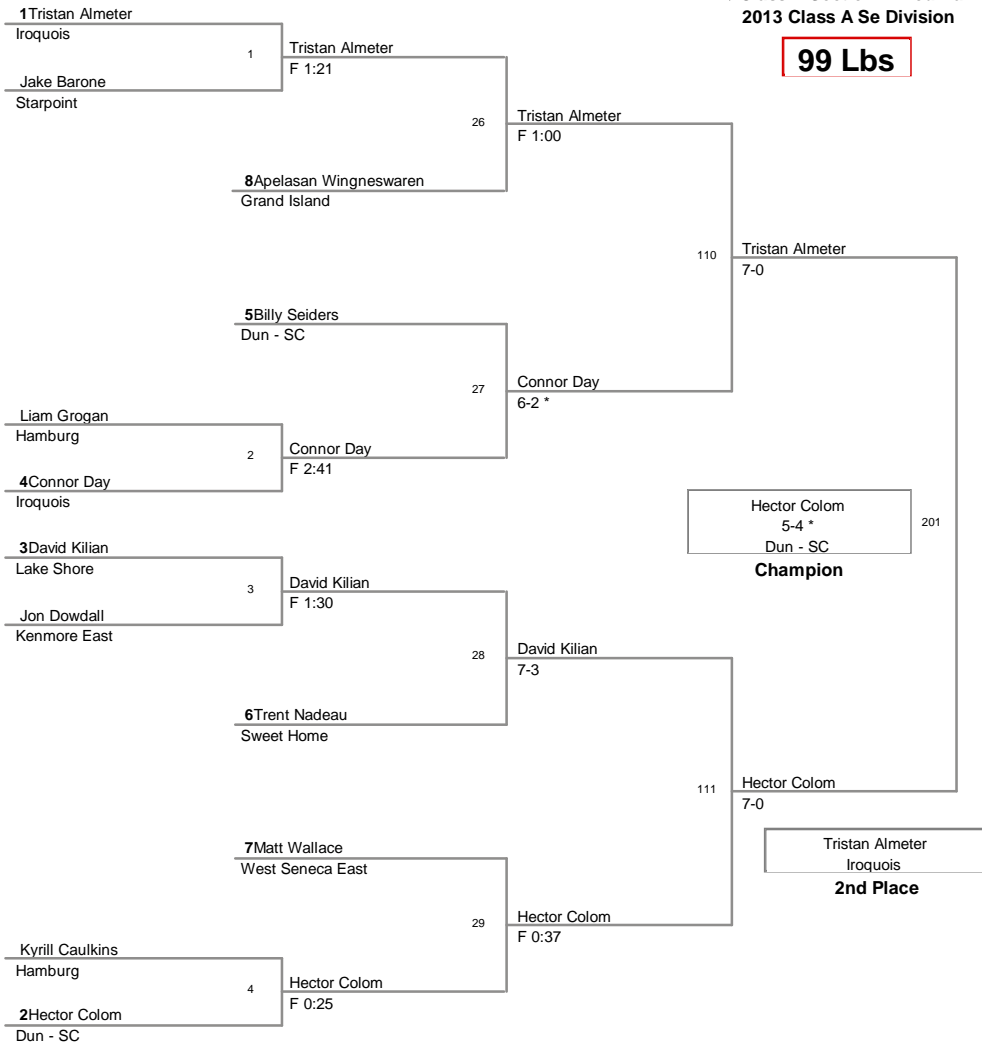 2013 Class A Se Division
99 Lbs
1Tristan Almeter
Iroquois
1
Tristan Almeter
F 1:21
Jake Barone
Starpoint
26
Tristan Almeter
F 1:00
8Apelasan Wingneswaren
Grand Island
110
Tristan Almeter
7-0
5Billy Seiders
Dun - SC
27
Connor Day
6-2 *
Liam Grogan
Hamburg
2
Connor Day
F 2:41
4Connor Day
Iroquois
Hector Colom
5-4 *
Dun - SC
201
Champion
3David Kilian
Lake Shore
3
David Kilian
F 1:30
Jon Dowdall
Kenmore East
28
David Kilian
7-3
6Trent Nadeau
Sweet Home
111
Hector Colom
7-0
Tristan Almeter
Iroquois
2nd Place
7Matt Wallace
West Seneca East
29
Hector Colom
F 0:37
Kyrill Caulkins
Hamburg
4
Hector Colom
F 0:25
2Hector Colom
Dun - SC